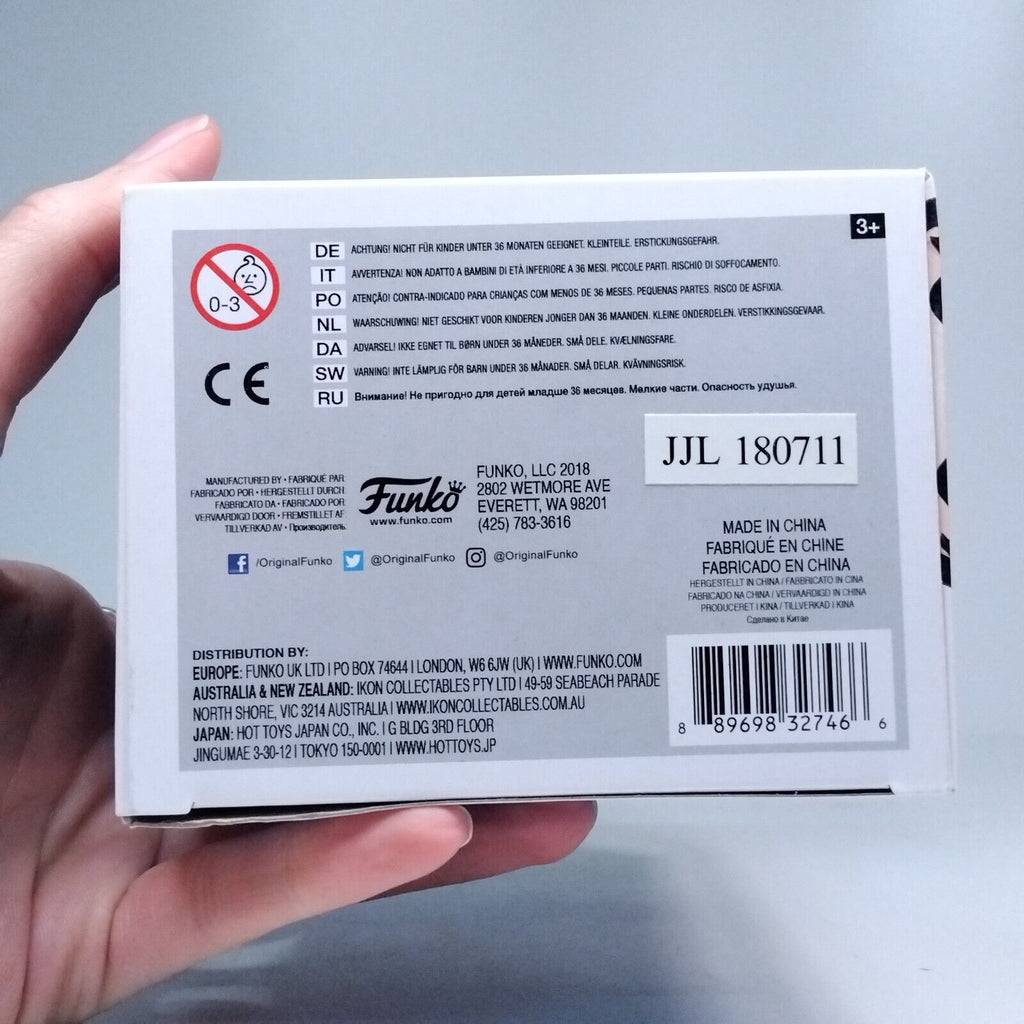 3+
0-3
DE ACHTUNG! NICHT FÜR KINDER UNTER 36 MONATEN GEEIGNET. KLEINTEILE. ERSTICKUNGSGEFAHR.
IT AVVERTENZA! NON ADATTO A BAMBINI DI ETÀ INFERIORE A 36 MESI. PICCOLE PARTI. RISCHIO DI SOFFOCAMENTO.
PO ATENÇÃO! CONTRA-INDICADO PARA CRIANÇAS COM MENOS DE 36 MESES. PEQUENAS PARTES. RISCO DE ASFIXIA.
NL WAARSCHUWING! NIET GESCHIKT VOOR KINDEREN JONGER DAN 36 MAANDEN. KLEINE ONDERDELEN. VERSTIKKINGSGEVAAR.
DA ADVARSEL! IKKE EGNET TIL BØRN UNDER 36 MÅNEDER. SMÅ DELE. KVÆLNINGSFARE.
SW VARNING! INTE LÄMPLIG FÖR BARN UNDER 36 MÅNADER. SMÅ DELAR. KVÄVNINGSRISK.
RU Внимание! Не пригодно для детей младше 36 месяцев. Мелкие части. Опасность удушья.
CE
JJL 180711
MANUFACTURED BY • FABRIQUÉ PAR
FABRICADO POR • HERGESTELLT DURCH
FABBRICATO DA • FABRICADO POR
VERVAARDIGD DOOR • FREMSTILLET AF
TILLVERKAD AV • Производитель
Funko
www.funko.com
FUNKO, LLC 2018
2802 WETMORE AVE
EVERETT, WA 98201
(425) 783-3616
/OriginalFunko @OriginalFunko @OriginalFunko
MADE IN CHINA
FABRIQUÉ EN CHINE
FABRICADO EN CHINA
HERGESTELLT IN CHINA / FABBRICATO IN CINA
FABRICADO NA CHINA / VERVAARDIGD IN CHINA
PRODUCERET I KINA / TILLVERKAD I KINA
Сделано в Китае
DISTRIBUTION BY:
EUROPE: FUNKO UK LTD | PO BOX 74644 | LONDON, W6 6JW (UK) | WWW.FUNKO.COM
AUSTRALIA & NEW ZEALAND: IKON COLLECTABLES PTY LTD | 49-59 SEABEACH PARADE
NORTH SHORE, VIC 3214 AUSTRALIA | WWW.IKONCOLLECTABLES.COM.AU
JAPAN: HOT TOYS JAPAN CO., INC. | G BLDG 3RD FLOOR
JINGUMAE 3-30-12 | TOKYO 150-0001 | WWW.HOTTOYS.JP
8 89698 32746 6